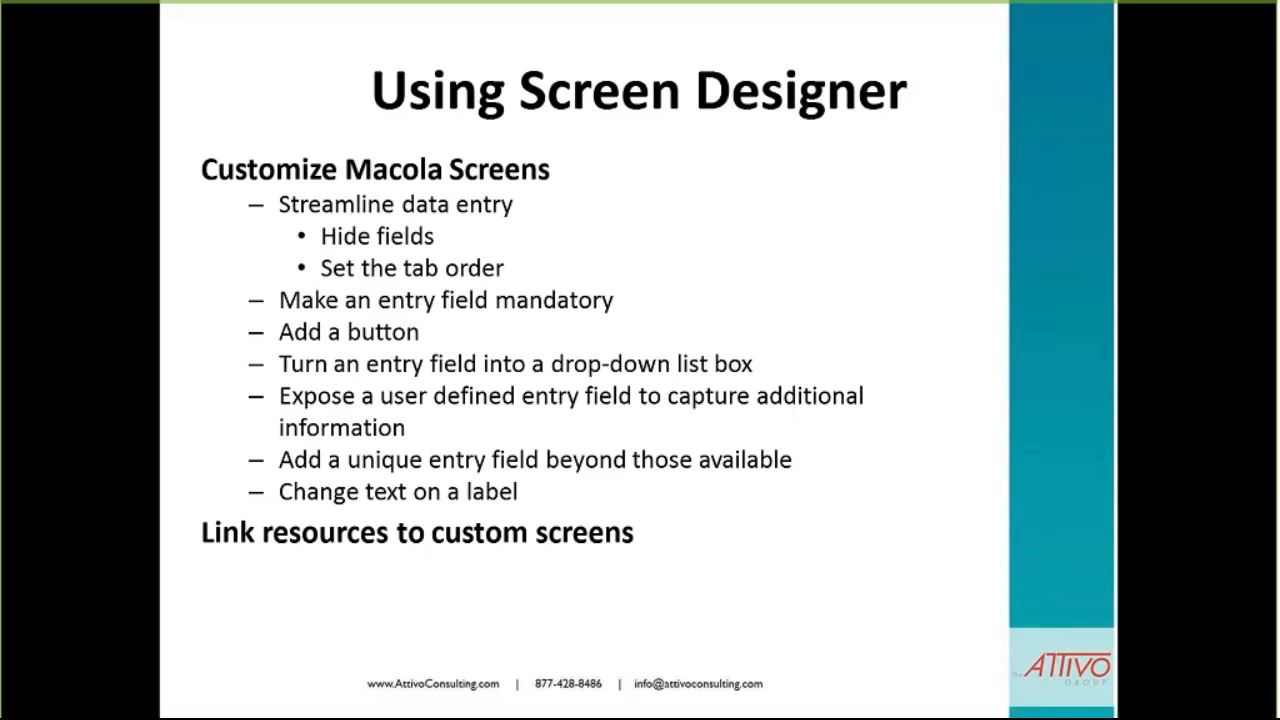 Using Screen Designer
Customize Macola Screens
– Streamline data entry
• Hide fields
• Set the tab order
– Make an entry field mandatory
– Add a button
– Turn an entry field into a drop-down list box
– Expose a user defined entry field to capture additional
information
– Add a unique entry field beyond those available
– Change text on a label
Link resources to custom screens
The ATTIVO
GROUP
www.AttivoConsulting.com | 877-428-8486 | info@attivoconsulting.com